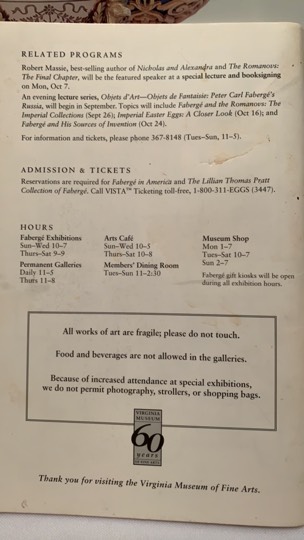 RELATED PROGRAMS
Robert Massie, best-selling author of Nicholas and Alexandra and The Romanovs:
The Final Chapter, will be the featured speaker at a special lecture and booksigning
on Mon, Oct 7.
An evening lecture series, Objets d'Art—Objets de Fantaisie: Peter Carl Fabergé's
Russia, will begin in September. Topics will include Fabergé and the Romanovs: The
Imperial Collections (Sept 26); Imperial Easter Eggs: A Closer Look (Oct 16); and
Fabergé and His Sources of Invention (Oct 24).
For information and tickets, please phone 367-8148 (Tues–Sun, 11–5).
ADMISSION & TICKETS
Reservations are required for Fabergé in America and The Lillian Thomas Pratt
Collection of Fabergé. Call VISTA™ Ticketing toll-free, 1-800-311-EGGS (3447).
HOURS
Fabergé Exhibitions
Sun–Wed 10–7
Thurs–Sat 9–9
Permanent Galleries
Daily 11–5
Thurs 11–8
Arts Café
Sun–Wed 10–5
Thurs–Sat 10–8
Members' Dining Room
Tues–Sun 11–2:30
Museum Shop
Mon 1–7
Tues–Sat 10–7
Sun 2–7
Fabergé gift kiosks will be open
during all exhibition hours.
All works of art are fragile; please do not touch.
Food and beverages are not allowed in the galleries.
Because of increased attendance at special exhibitions,
we do not permit photography, strollers, or shopping bags.
VIRGINIA
MUSEUM
60
years
OF FINE ARTS
Thank you for visiting the Virginia Museum of Fine Arts.